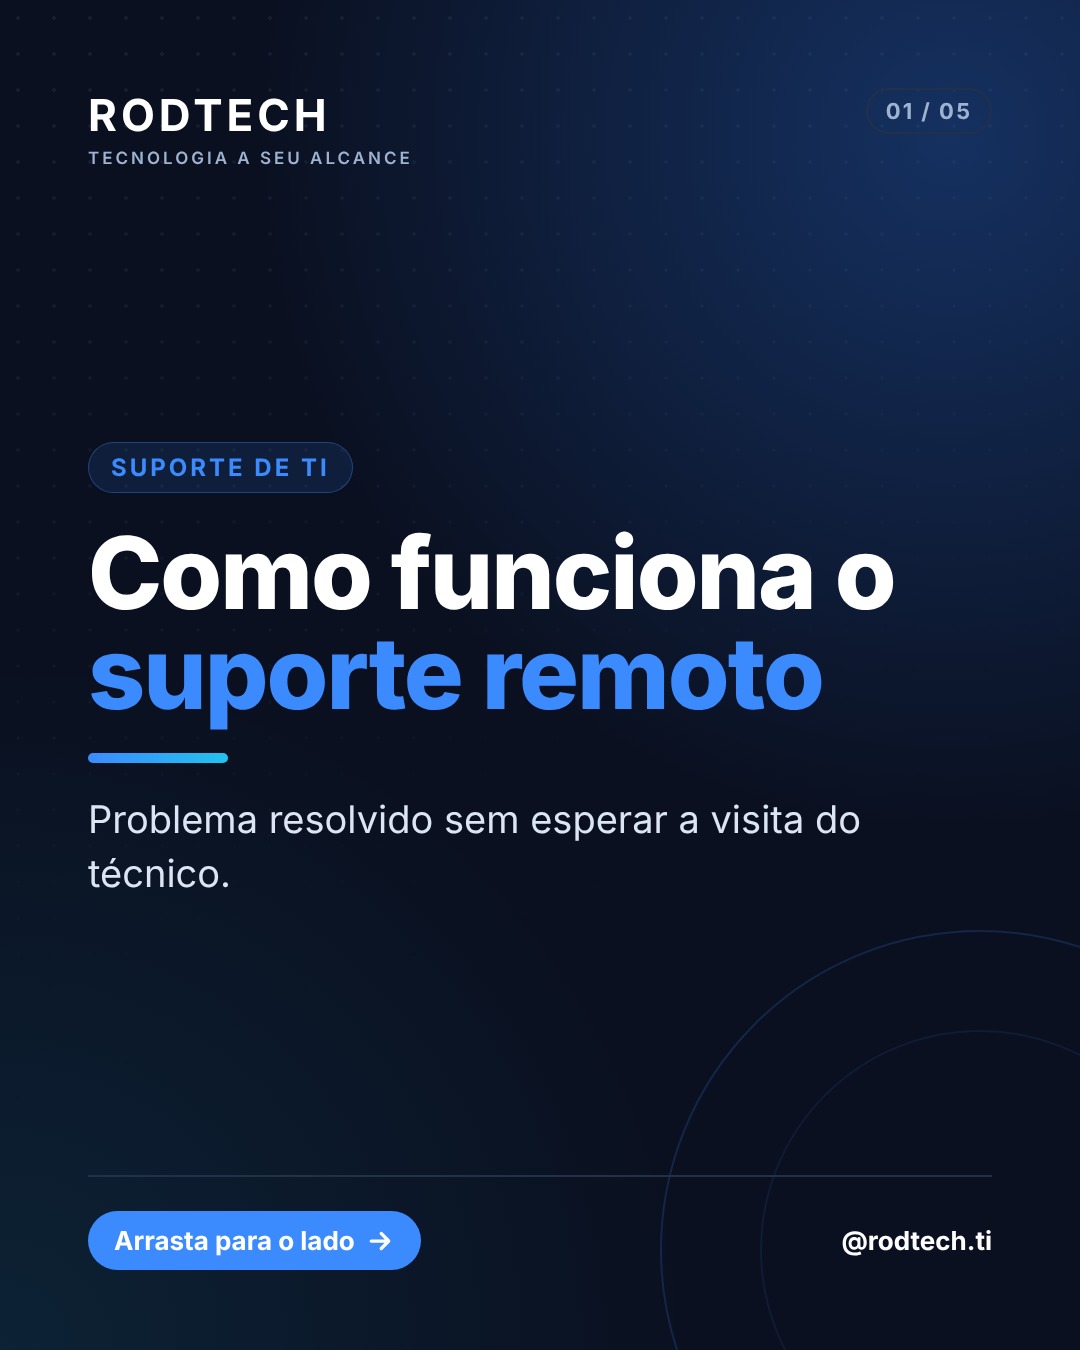 RODTECH
TECNOLOGIA A SEU ALCANCE
01 / 05
SUPORTE DE TI
Como funciona o
suporte remoto
Problema resolvido sem esperar a visita do
técnico.
Arrasta para o lado →
@rodtech.ti